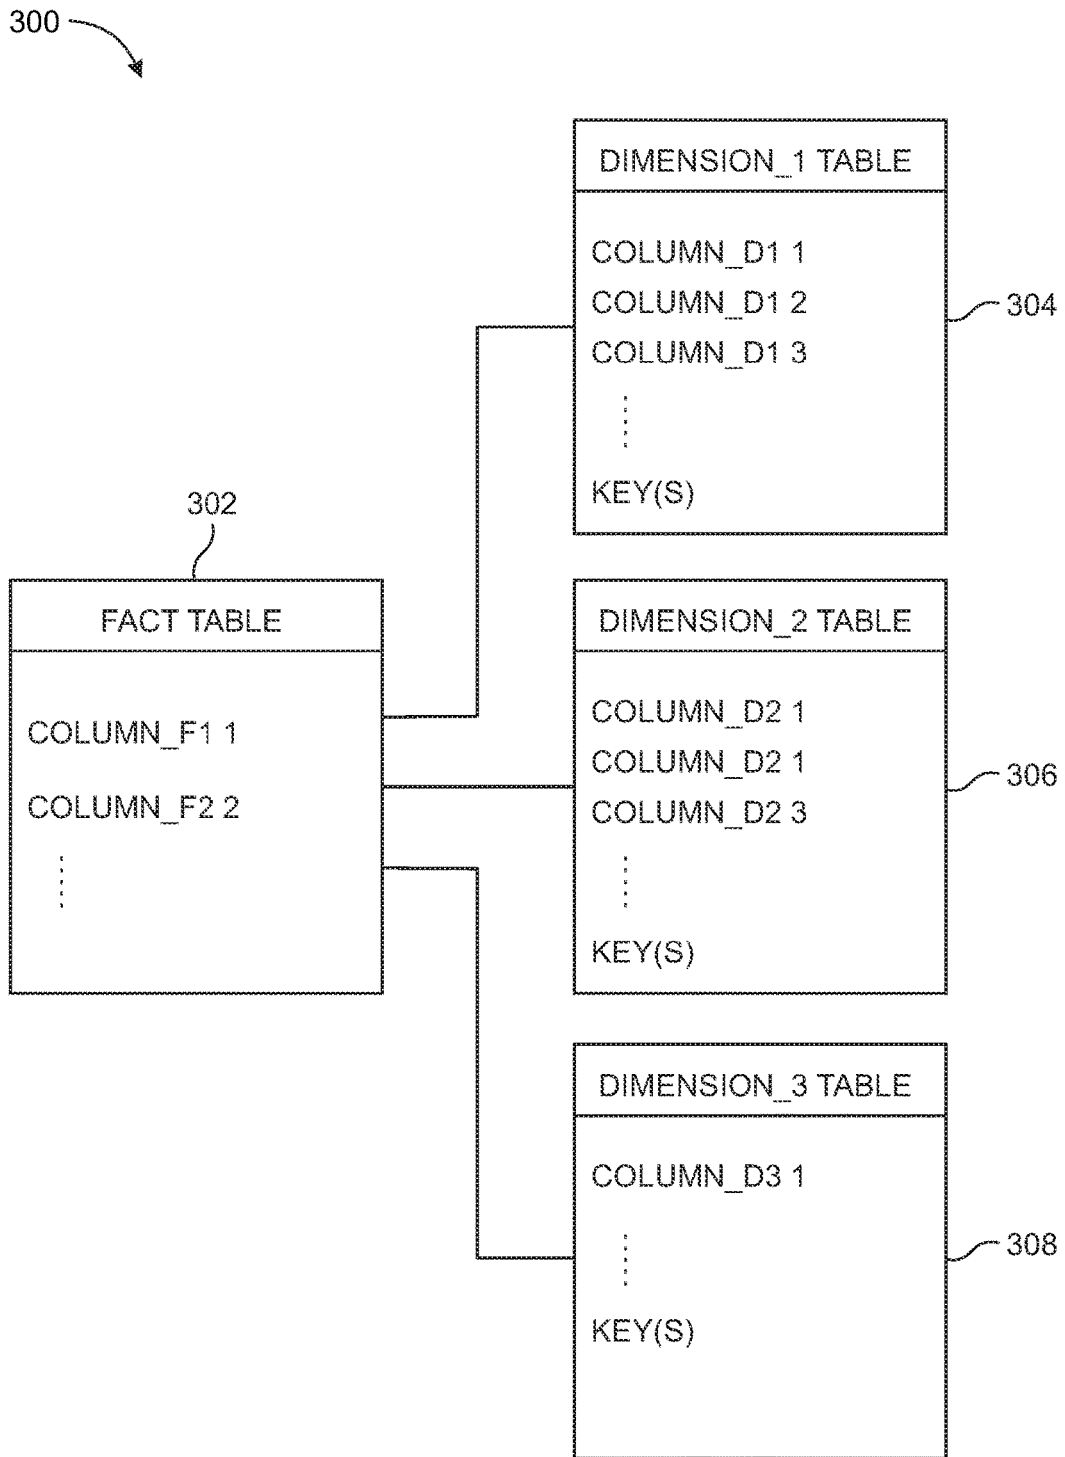 300
DIMENSION_1 TABLE
COLUMN_D1 1
COLUMN_D1 2
COLUMN_D1 3
KEY(S)
304
302
FACT TABLE
COLUMN_F1 1
COLUMN_F2 2
DIMENSION_2 TABLE
COLUMN_D2 1
COLUMN_D2 1
COLUMN_D2 3
KEY(S)
306
DIMENSION_3 TABLE
COLUMN_D3 1
KEY(S)
308